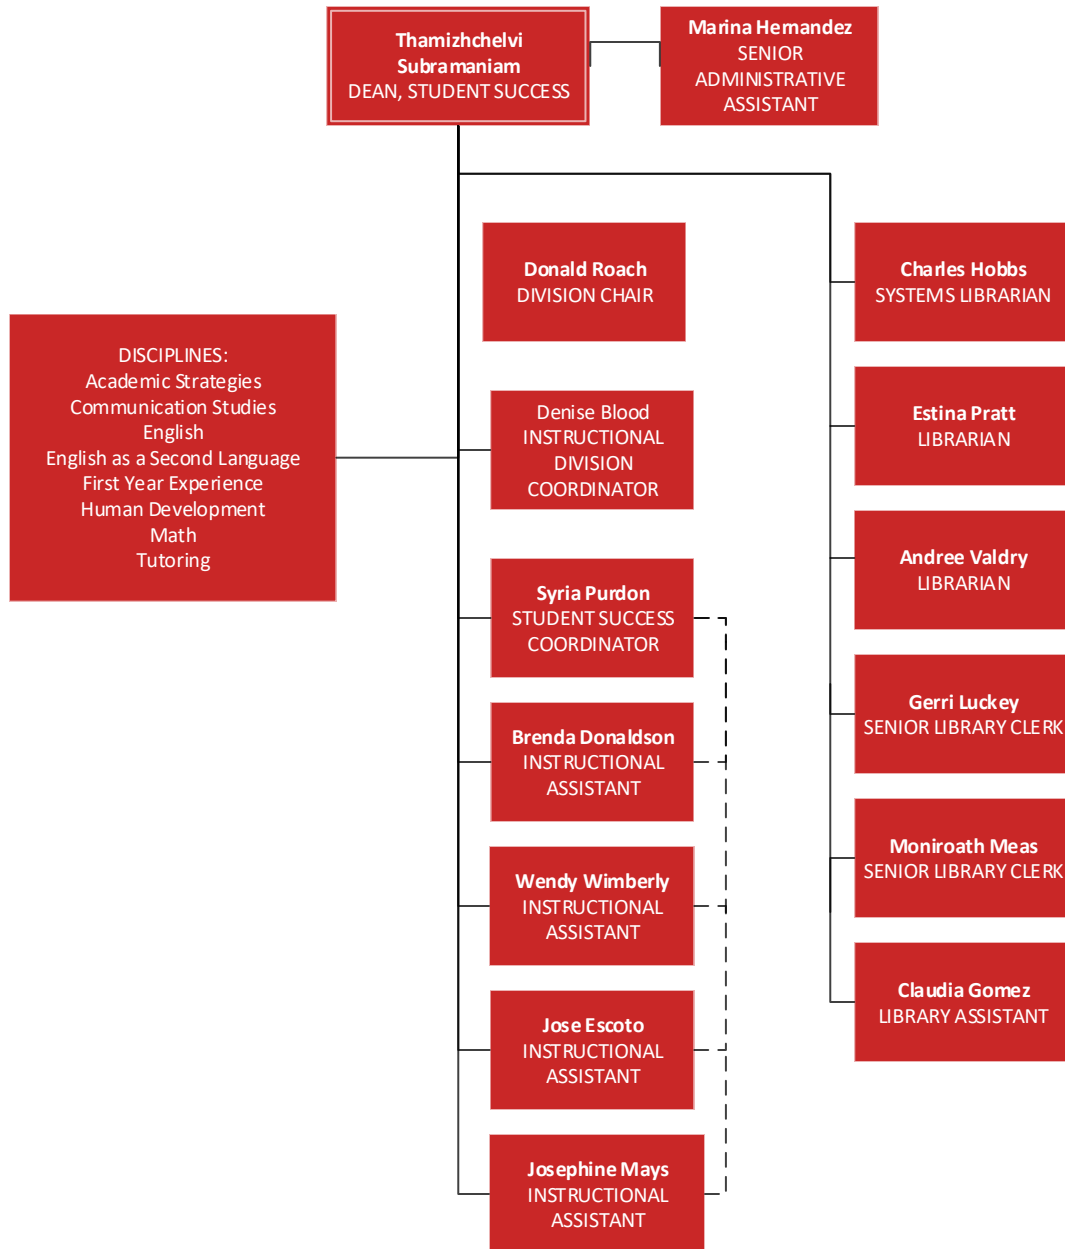 Thamizhchelvi
Subramaniam
DEAN, STUDENT SUCCESS
Marina Hernandez
SENIOR
ADMINISTRATIVE
ASSISTANT
DISCIPLINES:
Academic Strategies
Communication Studies
English
English as a Second Language
First Year Experience
Human Development
Math
Tutoring
Donald Roach
DIVISION CHAIR
Denise Blood
INSTRUCTIONAL
DIVISION
COORDINATOR
Syria Purdon
STUDENT SUCCESS
COORDINATOR
Brenda Donaldson
INSTRUCTIONAL
ASSISTANT
Wendy Wimberly
INSTRUCTIONAL
ASSISTANT
Jose Escoto
INSTRUCTIONAL
ASSISTANT
Josephine Mays
INSTRUCTIONAL
ASSISTANT
Charles Hobbs
SYSTEMS LIBRARIAN
Estina Pratt
LIBRARIAN
Andree Valdry
LIBRARIAN
Gerri Luckey
SENIOR LIBRARY CLERK
Moniroath Meas
SENIOR LIBRARY CLERK
Claudia Gomez
LIBRARY ASSISTANT